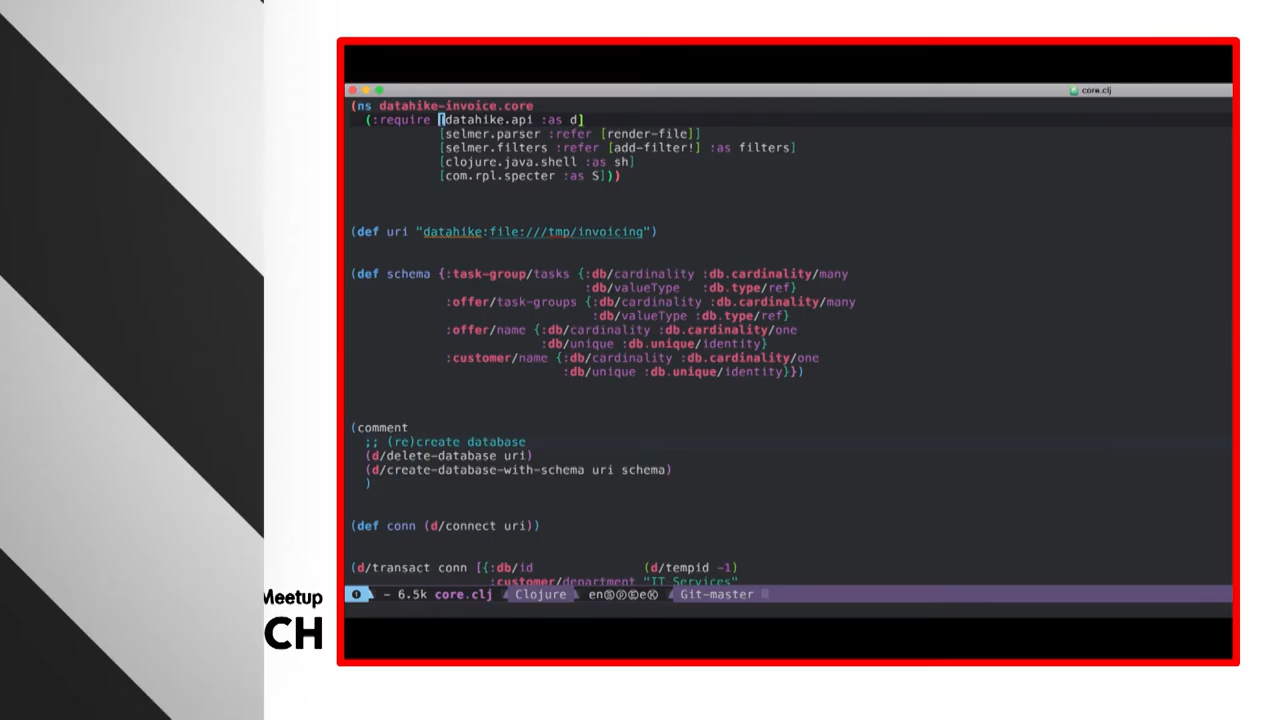 core.clj
(ns datahike-invoice.core
(:require [datahike.api :as d]
[selmer.parser :refer [render-file]]
[selmer.filters :refer [add-filter!] :as filters]
[clojure.java.shell :as sh]
[com.rpl.specter :as S]))
(def uri "datahike:file:///tmp/invoicing")
(def schema {:task-group/tasks {:db/cardinality :db.cardinality/many
:db/valueType :db.type/ref}
:offer/task-groups {:db/cardinality :db.cardinality/many
:db/valueType :db.type/ref}
:offer/name {:db/cardinality :db.cardinality/one
:db/unique :db.unique/identity}
:customer/name {:db/cardinality :db.cardinality/one
:db/unique :db.unique/identity}})
(comment
;; (re)create database
(d/delete-database uri)
(d/create-database-with-schema uri schema)
)
(def conn (d/connect uri))
(d/transact conn [{:db/id (d/tempid -1)
:customer/department "IT Services"
- 6.5k core.clj Clojure enⓈⓟⒺeⓀ Git-master
Meetup
CH